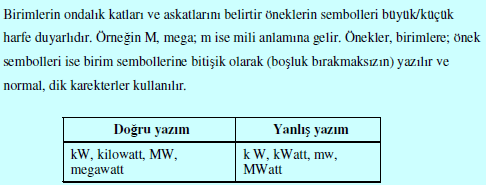 Birimlerin ondalık katları ve askatlarını belirtir öneklerin sembolleri büyük/küçük
harfe duyarlıdır. Örneğin M, mega; m ise mili anlamına gelir. Önekler, birimlere; önek
sembolleri ise birim sembollerine bitişik olarak (boşluk bırakmaksızın) yazılır ve
normal, dik karekterler kullanılır.
Doğru yazım
Yanlış yazım
kW, kilowatt, MW,
megawatt
k W, kWatt, mw,
MWatt